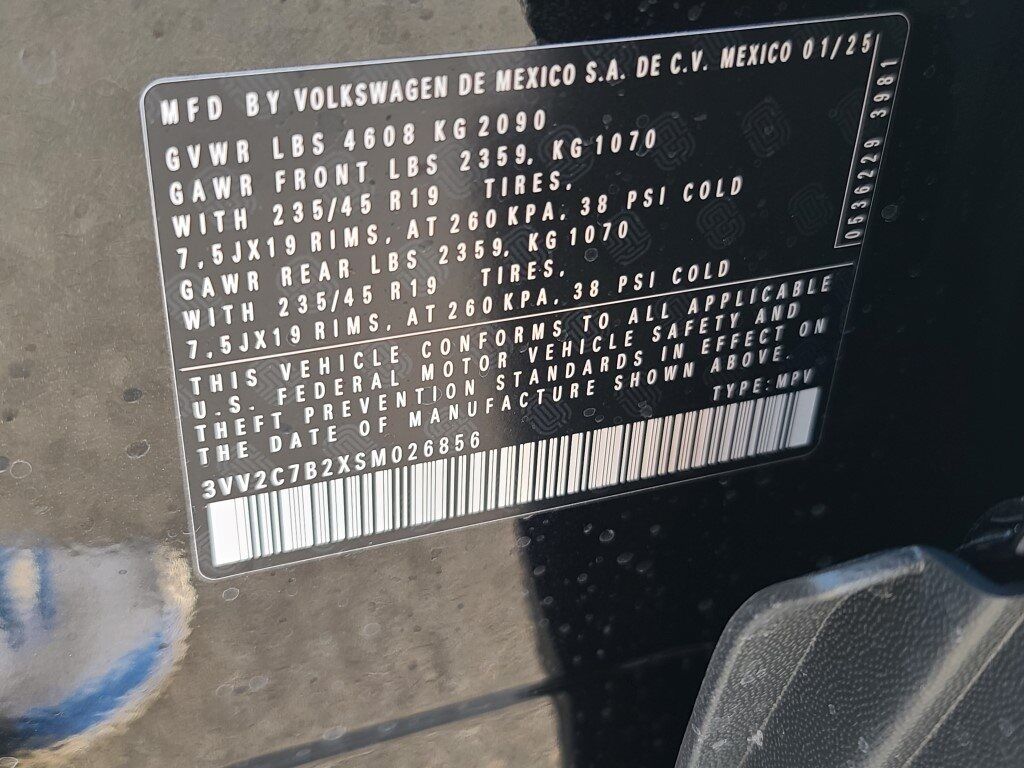 MFD BY VOLKSWAGEN DE MEXICO S.A. DE C.V. MEXICO 01/25
GVWR LBS 4608 KG 2090
GAWR FRONT LBS 2359, KG 1070
WITH 235/45 R19 TIRES,
7,5JX19 RIMS, AT 260 KPA, 38 PSI COLD
GAWR REAR LBS 2359, KG 1070
WITH 235/45 R19 TIRES,
7,5JX19 RIMS, AT 260 KPA, 38 PSI COLD
0536229 3981
THIS VEHICLE CONFORMS TO ALL APPLICABLE
U.S. FEDERAL MOTOR VEHICLE SAFETY AND
THEFT PREVENTION STANDARDS IN EFFECT ON
THE DATE OF MANUFACTURE SHOWN ABOVE.
3VV2C7B2XSM026856 TYPE: MPV